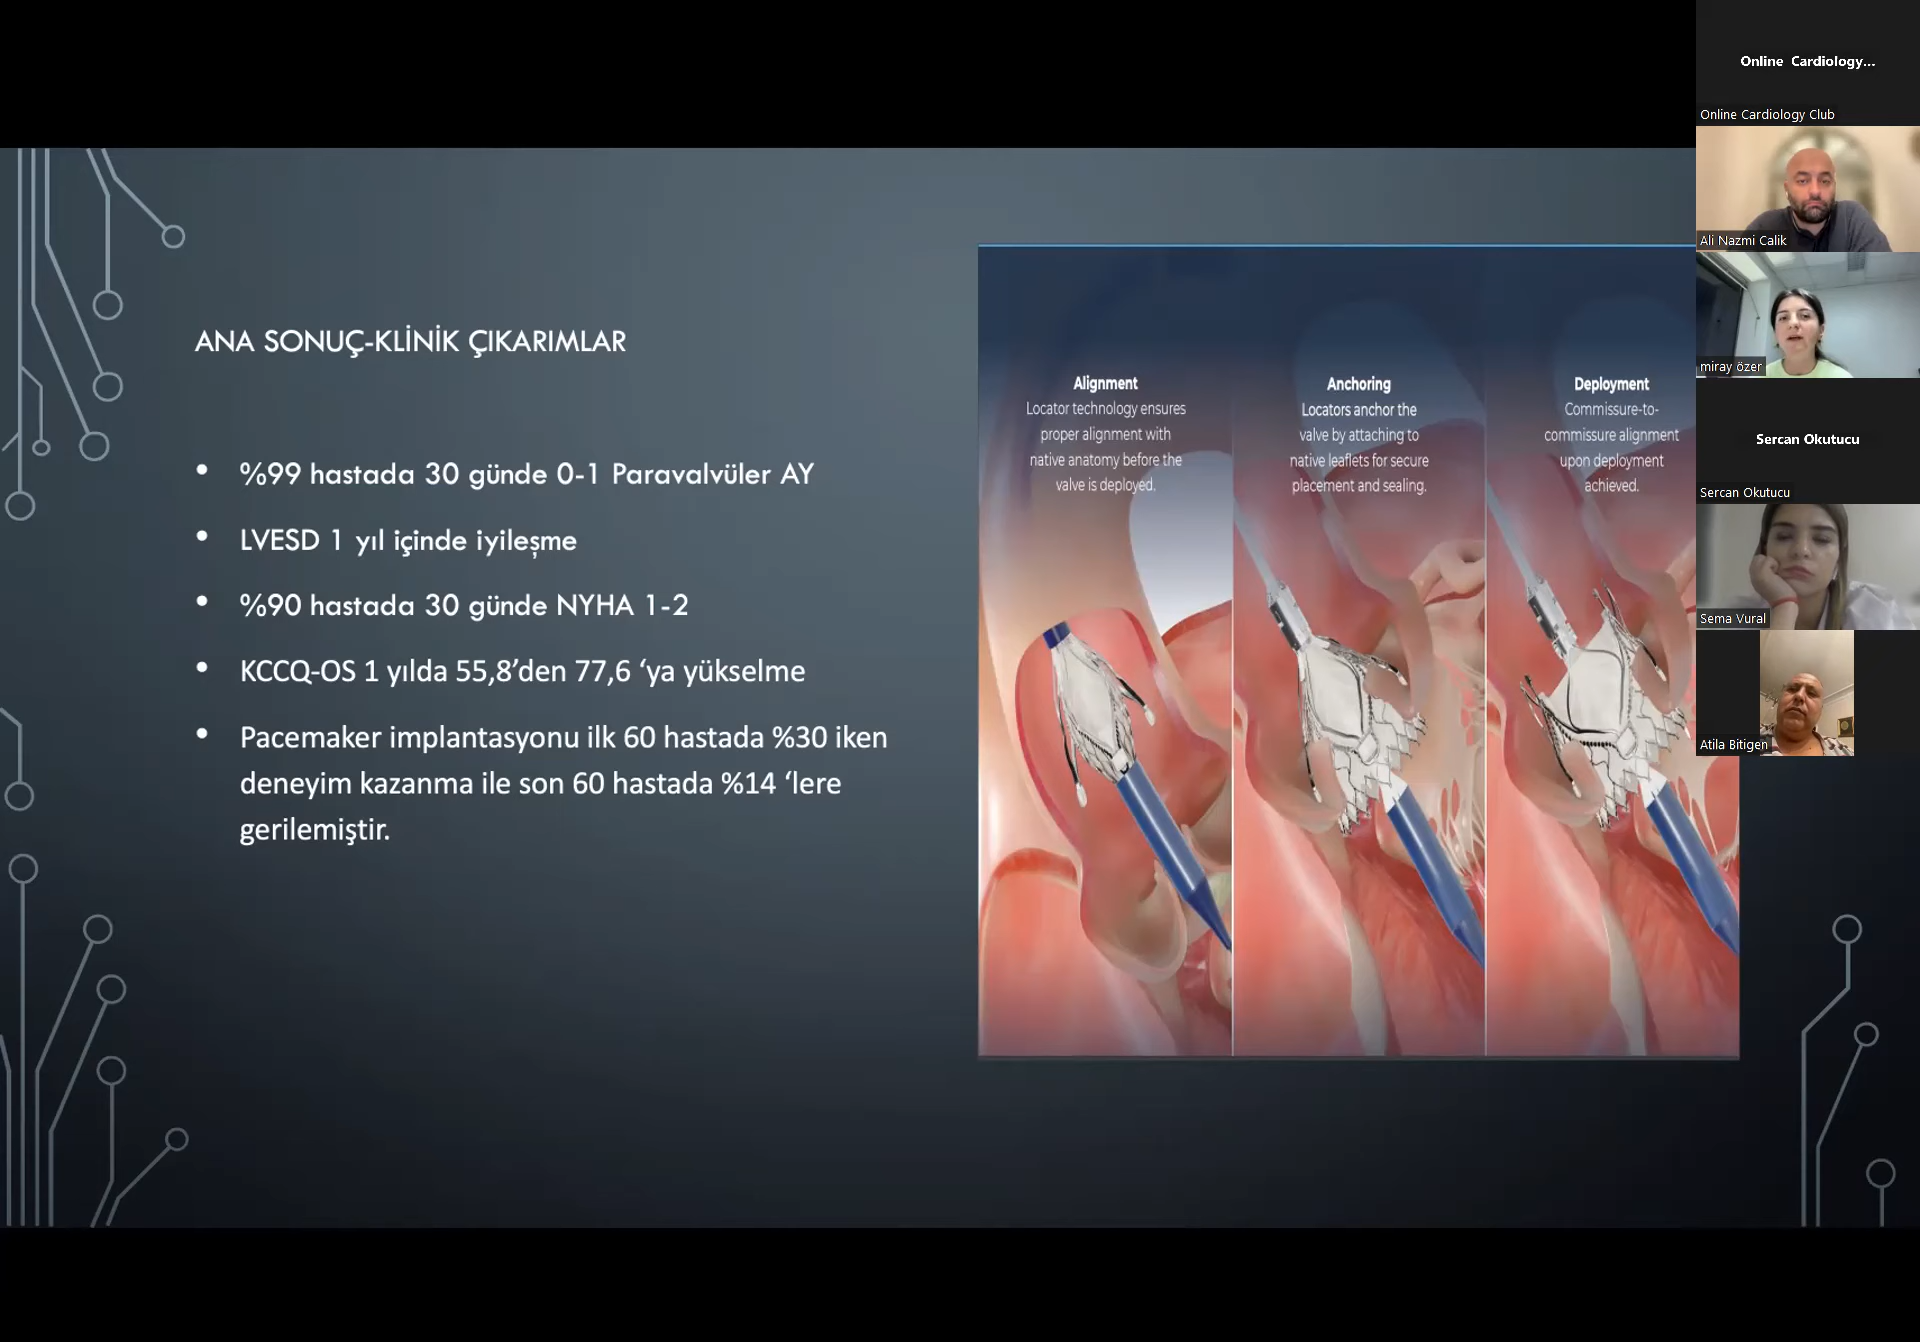 ANA SONUÇ-KLİNİK ÇIKARIMLAR
• %99 hastada 30 günde 0-1 Paravalvüler AY
• LVESD 1 yıl içinde iyileşme
• %90 hastada 30 günde NYHA 1-2
• KCCQ-OS 1 yılda 55,8’den 77,6 ‘ya yükselme
• Pacemaker implantasyonu ilk 60 hastada %30 iken
deneyim kazanma ile son 60 hastada %14 ‘lere
gerilemiştir.
Alignment
Locator technology ensures
proper alignment with
native anatomy before the
valve is deployed.
Anchoring
Locators anchor the
valve by attaching to
native leaflets for secure
placement and sealing.
Deployment
Commissure-to-
commissure alignment
upon deployment
achieved.
Online Cardiology...
Online Cardiology Club
Ali Nazmi Calik
miray özer
Sercan Okutucu
Sercan Okutucu
Sema Vural
Atila Bitigen